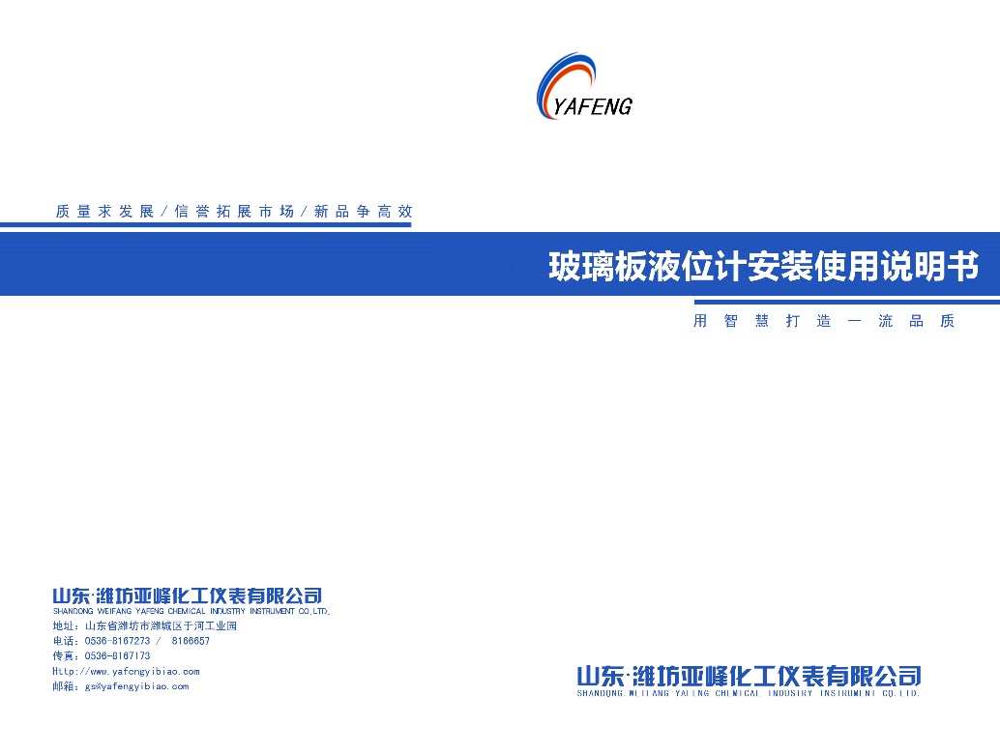 YAFENG
质量求发展/信誉拓展市场/新品争高效
玻璃板液位计安装使用说明书
用智慧打造一流品质
山东·潍坊亚峰化工仪表有限公司
SHANDONG WEIFANG YAFENG CHEMICAL INDUSTRY INSTRUMENT CO.LTD.
地址：山东省潍坊市潍城区于河工业园
电话：0536-8167273 / 8166657
传真：0536-8167173
Http://www.yafengyibiao.com
邮箱：gs@yafengyibiao.com
山东·潍坊亚峰化工仪表有限公司
SHANDONG.WEIFANG YAFENG CHEMICAL INDUSTRY INSTRUMENT CO.LTD.